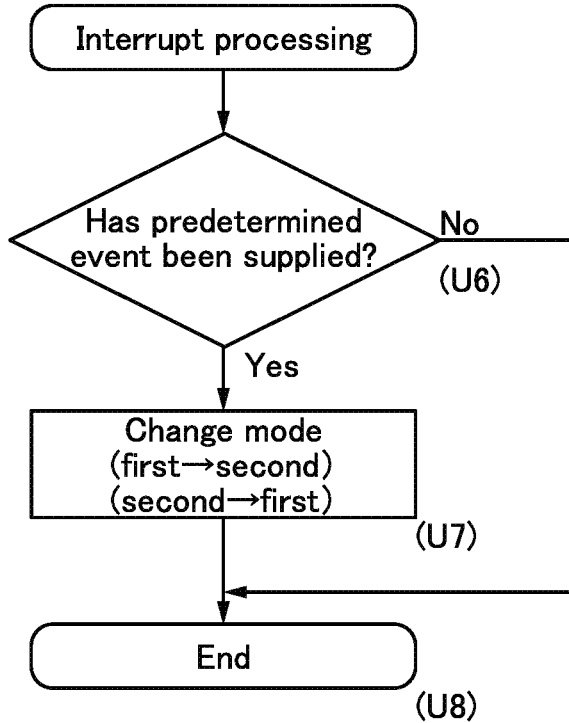 Interrupt processing
Has predetermined
event been supplied?
No
(U6)
Yes
Change mode
(first→second)
(second→first)
(U7)
End
(U8)